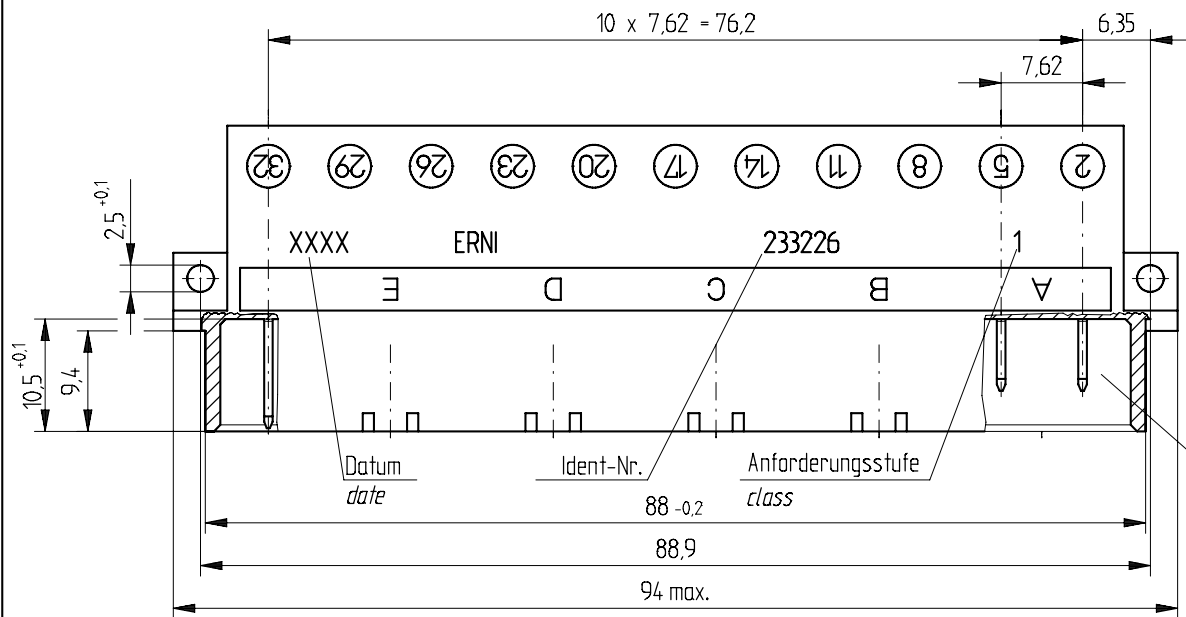 10 x 7,62 = 76,2
6,35
7,62
32 29 26 23 20 17 14 11 8 5 2
2,5 +0,1
XXXX ERNI 233226 1
E D C B A
10,5 +0,1
9,4
Datum
date
Ident-Nr.
Anforderungsstufe
class
88 -0,2
88,9
94 max.